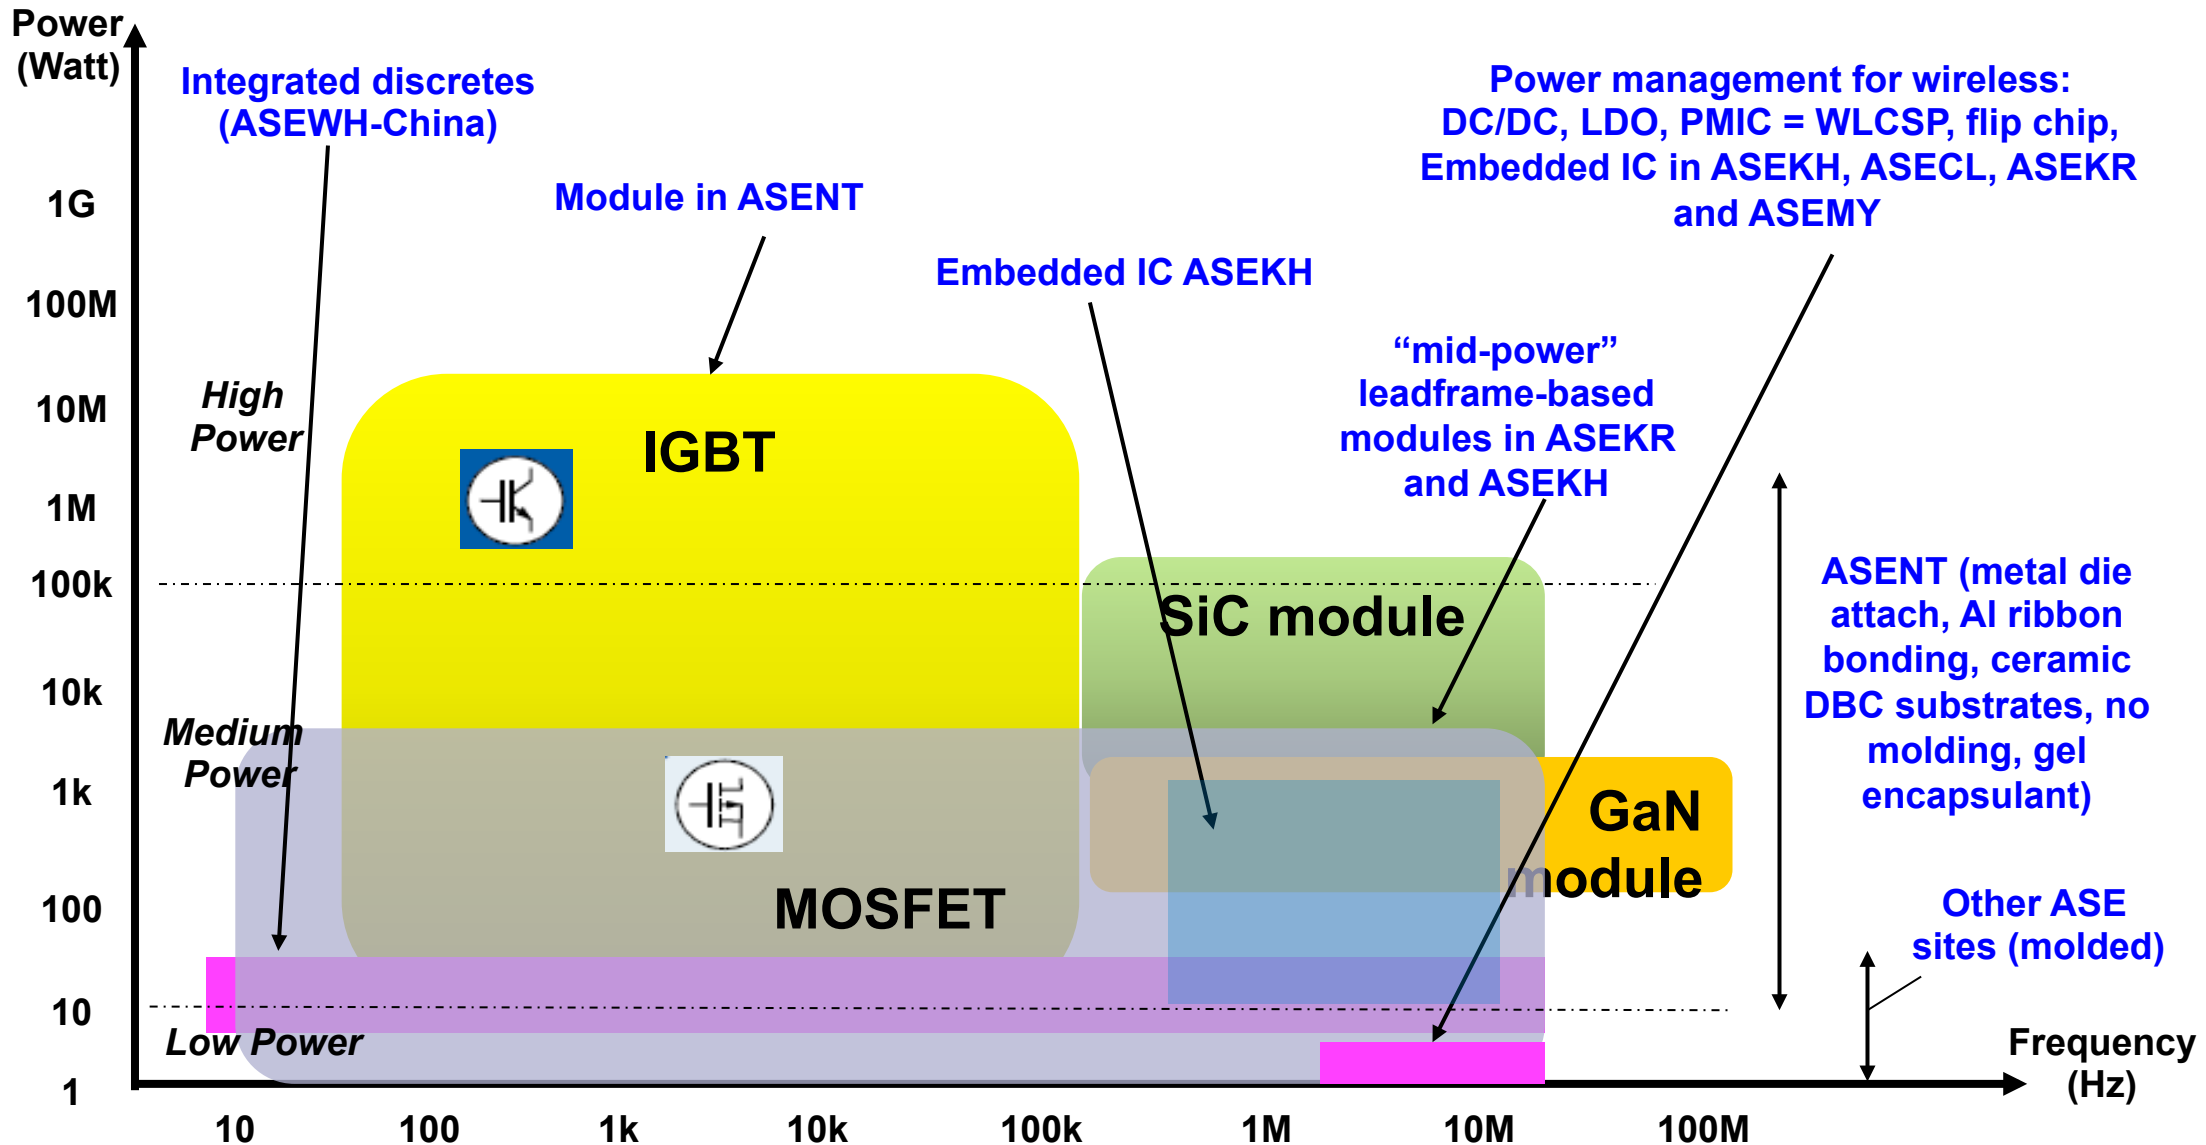 Power
(Watt)
Integrated discretes
(ASEWH-China)
Power management for wireless:
DC/DC, LDO, PMIC = WLCSP, flip chip,
Embedded IC in ASEKH, ASECL, ASEKR
and ASEMY
Module in ASENT
Embedded IC ASEKH
“mid-power”
leadframe-based
modules in ASEKR
and ASEKH
1G
100M
10M
1M
100k
10k
1k
100
10
1
High
Power
Medium
Power
Low Power
IGBT
SiC module
GaN
module
MOSFET
ASENT (metal die
attach, Al ribbon
bonding, ceramic
DBC substrates, no
molding, gel
encapsulant)
Other ASE
sites (molded)
Frequency
(Hz)
10
100
1k
10k
100k
1M
10M
100M